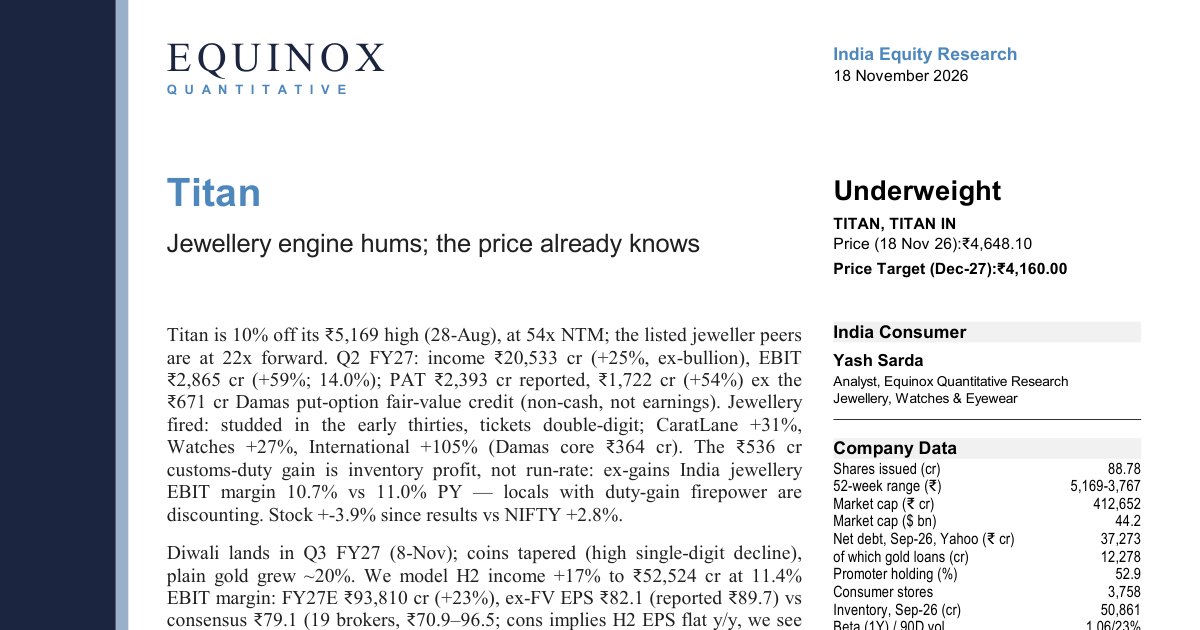 EQUINOX
QUANTITATIVE
India Equity Research
18 November 2026
Titan
Jewellery engine hums; the price already knows
Titan is 10% off its ₹5,169 high (28-Aug), at 54x NTM; the listed jeweller peers
are at 22x forward. Q2 FY27: income ₹20,533 cr (+25%, ex-bullion), EBIT
₹2,865 cr (+59%; 14.0%); PAT ₹2,393 cr reported, ₹1,722 cr (+54%) ex the
₹671 cr Damas put-option fair-value credit (non-cash, not earnings). Jewellery
fired: studded in the early thirties, tickets double-digit; CaratLane +31%,
Watches +27%, International +105% (Damas core ₹364 cr). The ₹536 cr
customs-duty gain is inventory profit, not run-rate: ex-gains India jewellery
EBIT margin 10.7% vs 11.0% PY — locals with duty-gain firepower are
discounting. Stock +-3.9% since results vs NIFTY +2.8%.
Diwali lands in Q3 FY27 (8-Nov); coins tapered (high single-digit decline),
plain gold grew ~20%. We model H2 income +17% to ₹52,524 cr at 11.4%
EBIT margin: FY27E ₹93,810 cr (+23%), ex-FV EPS ₹82.1 (reported ₹89.7) vs
consensus ₹79.1 (19 brokers, ₹70.9–96.5; cons implies H2 EPS flat y/y, we see
Underweight
TITAN, TITAN IN
Price (18 Nov 26):₹4,648.10
Price Target (Dec-27):₹4,160.00
India Consumer
Yash Sarda
Analyst, Equinox Quantitative Research
Jewellery, Watches & Eyewear
Company Data
Shares issued (cr) 88.78
52-week range (₹) 5,169-3,767
Market cap (₹ cr) 412,652
Market cap ($ bn) 44.2
Net debt, Sep-26, Yahoo (₹ cr) 37,273
of which gold loans (cr) 12,278
Promoter holding (%) 52.9
Consumer stores 3,758
Inventory, Sep-26 (cr) 50,861
Beta (1Y) / 90D vol 1.06/23%